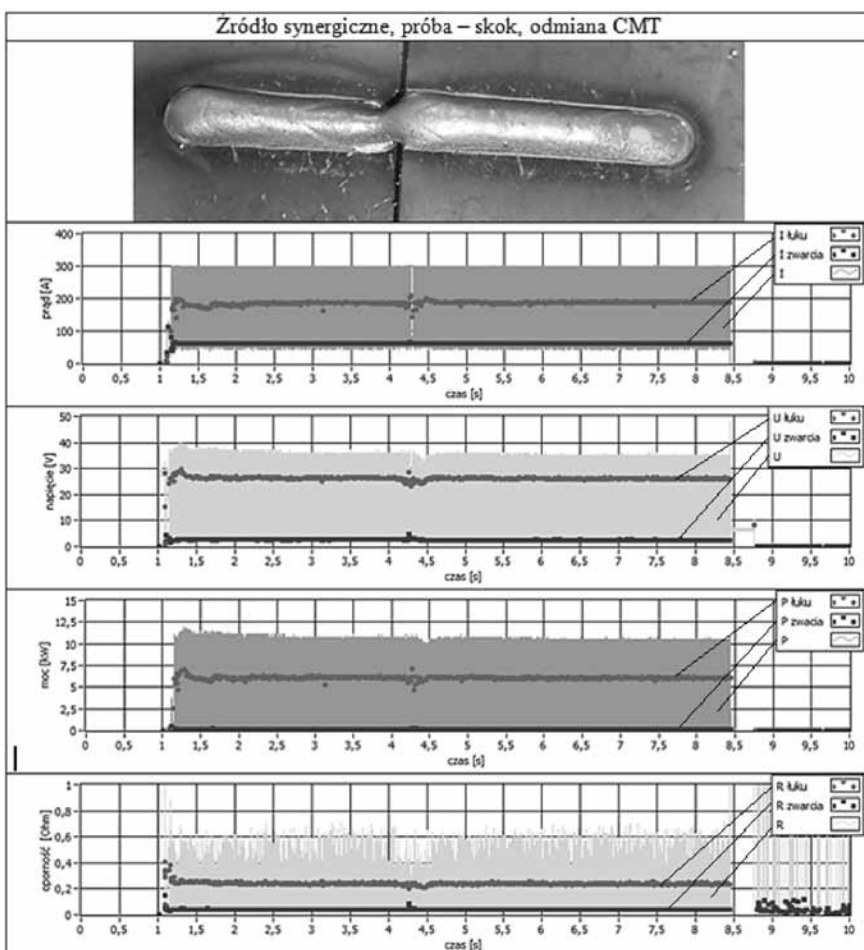 Źródło synergiczne, próba – skok, odmiana CMT
400
300
200
100
0
prąd [A]
0 0,5 1 1,5 2 2,5 3 3,5 4 4,5 5 5,5 6 6,5 7 7,5 8 8,5 9 9,5 10
czas [s]
I łuku
I zwarcia
I
50
40
30
20
10
0
napięcie [V]
0 0,5 1 1,5 2 2,5 3 3,5 4 4,5 5 5,5 6 6,5 7 7,5 8 8,5 9 9,5 10
czas [s]
U łuku
U zwarcia
U
15
12,5
10
7,5
5
2,5
0
moc [kW]
0 0,5 1 1,5 2 2,5 3 3,5 4 4,5 5 5,5 6 6,5 7 7,5 8 8,5 9 9,5 10
czas [s]
P łuku
P zwacia
P
1
0,8
0,6
0,4
0,2
0
oporność [Ohm]
0 0,5 1 1,5 2 2,5 3 3,5 4 4,5 5 5,5 6 6,5 7 7,5 8 8,5 9 9,5 10
czas [s]
R łuku
R zwarcia
R